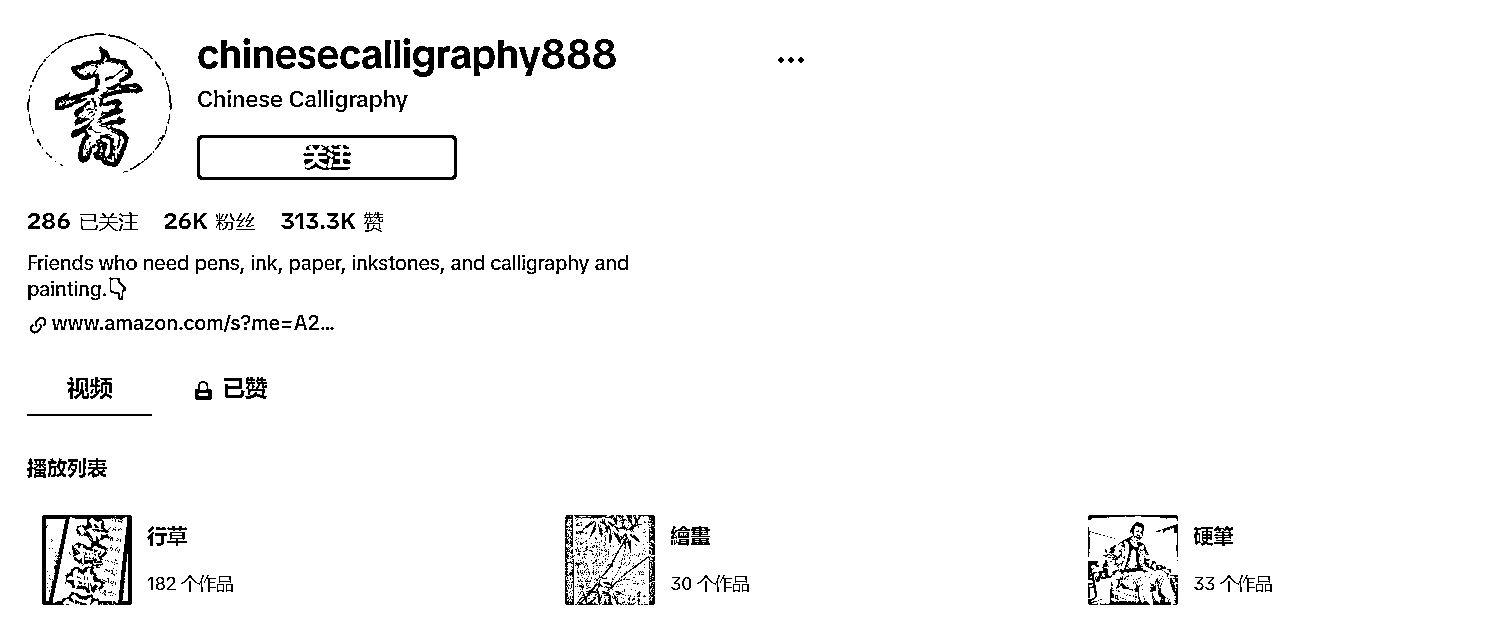 書
chinesecalligraphy888
Chinese Calligraphy
关注
286 已关注 26K 粉丝 313.3K 赞
Friends who need pens, ink, paper, inkstones, and calligraphy and
painting.👇
www.amazon.com/s?me=A2...
视频 已赞
播放列表
行草
182 个作品
繪畫
30 个作品
硬筆
33 个作品